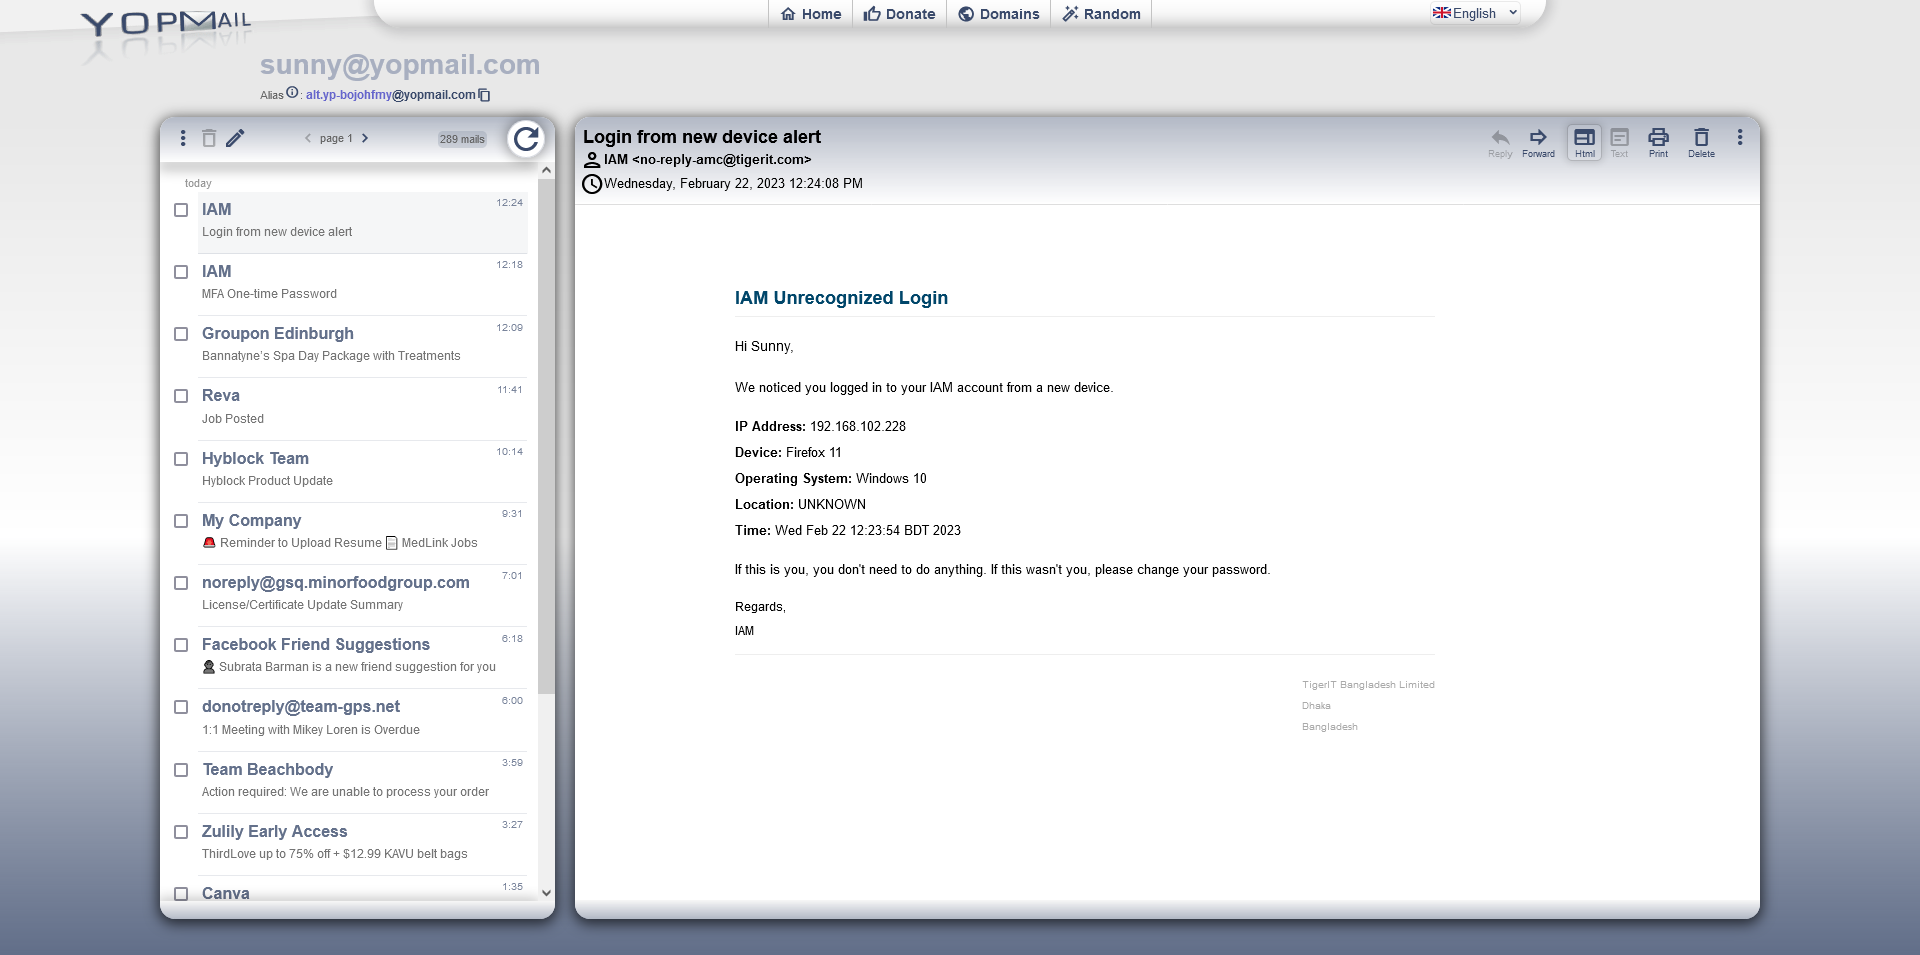 YOPMAIL
Home
Donate
Domains
Random
English
sunny@yopmail.com
Alias : alt.yp-bojohfmy@yopmail.com
page 1
289 mails
today
IAM 12:24
Login from new device alert
IAM 12:18
MFA One-time Password
Groupon Edinburgh 12:09
Bannatyne's Spa Day Package with Treatments
Reva 11:41
Job Posted
Hyblock Team 10:14
Hyblock Product Update
My Company 9:31
🚨 Reminder to Upload Resume 📄 MedLink Jobs
noreply@gsq.minorfoodgroup.com 7:01
License/Certificate Update Summary
Facebook Friend Suggestions 6:18
Subrata Barman is a new friend suggestion for you
donotreply@team-gps.net 6:00
1:1 Meeting with Mikey Loren is Overdue
Team Beachbody 3:59
Action required: We are unable to process your order
Zulily Early Access 3:27
ThirdLove up to 75% off + $12.99 KAVU belt bags
Canva 1:35
Login from new device alert
IAM <no-reply-amc@tigerit.com>
Wednesday, February 22, 2023 12:24:08 PM
Reply
Forward
Html
Text
Print
Delete
IAM Unrecognized Login
Hi Sunny,
We noticed you logged in to your IAM account from a new device.
IP Address: 192.168.102.228
Device: Firefox 11
Operating System: Windows 10
Location: UNKNOWN
Time: Wed Feb 22 12:23:54 BDT 2023
If this is you, you don't need to do anything. If this wasn't you, please change your password.
Regards,
IAM
TigerIT Bangladesh Limited
Dhaka
Bangladesh